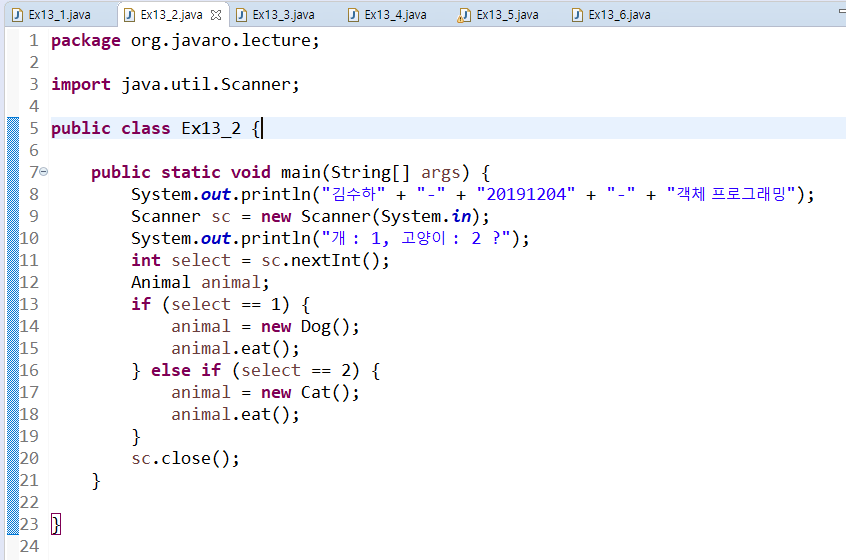 Ex13_1.java Ex13_2.java Ex13_3.java Ex13_4.java Ex13_5.java Ex13_6.java
1 package org.javaro.lecture;
2
3 import java.util.Scanner;
4
5 public class Ex13_2 {
6
7 public static void main(String[] args) {
8 System.out.println("김수하" + "-" + "20191204" + "-" + "객체 프로그래밍");
9 Scanner sc = new Scanner(System.in);
10 System.out.println("개 : 1, 고양이 : 2 ?");
11 int select = sc.nextInt();
12 Animal animal;
13 if (select == 1) {
14 animal = new Dog();
15 animal.eat();
16 } else if (select == 2) {
17 animal = new Cat();
18 animal.eat();
19 }
20 sc.close();
21 }
22
23 }
24